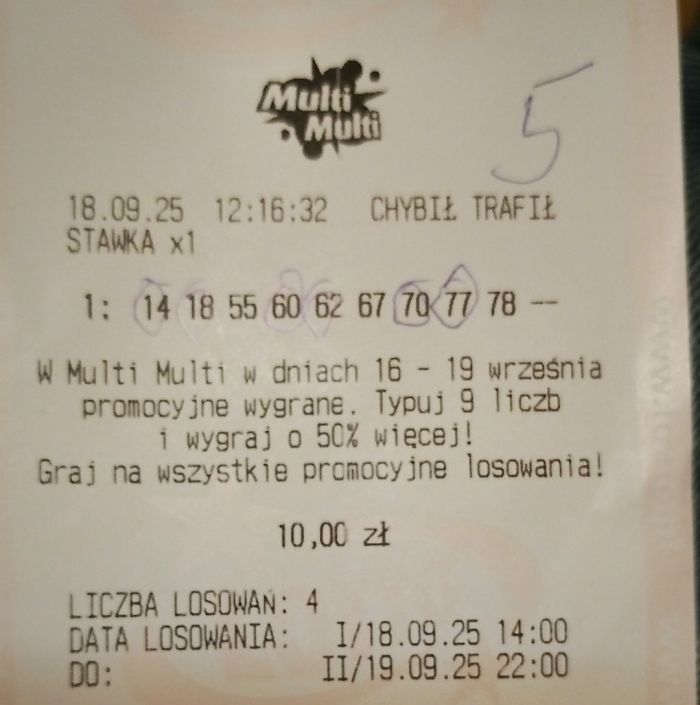 Multi
Multi
5
18.09.25 12:16:32 CHYBIŁ TRAFIŁ
STAWKA x1
1: 14 18 55 60 62 67 70 77 78 --
W Multi Multi w dniach 16 - 19 września
promocyjne wygrane. Typuj 9 liczb
i wygraj o 50% więcej!
Graj na wszystkie promocyjne losowania!
10,00 zł
LICZBA LOSOWAŃ: 4
DATA LOSOWANIA: I/18.09.25 14:00
DO: II/19.09.25 22:00